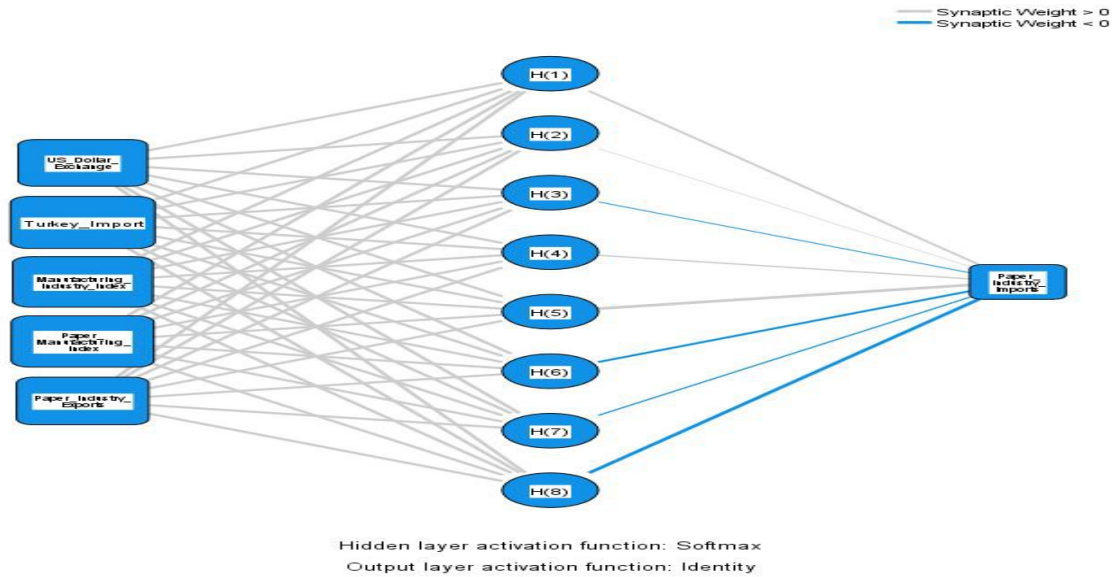 Synaptic Weight > 0
Synaptic Weight < 0
US_Dollar_
Exchange
Turkey_Import
Manufacturing_
Industry_Index
Paper_
Manufacturing_
Index
Paper_Industry_
Exports
H(1)
H(2)
H(3)
H(4)
H(5)
H(6)
H(7)
H(8)
Paper_
Industry_
Imports
Hidden layer activation function: Softmax
Output layer activation function: Identity